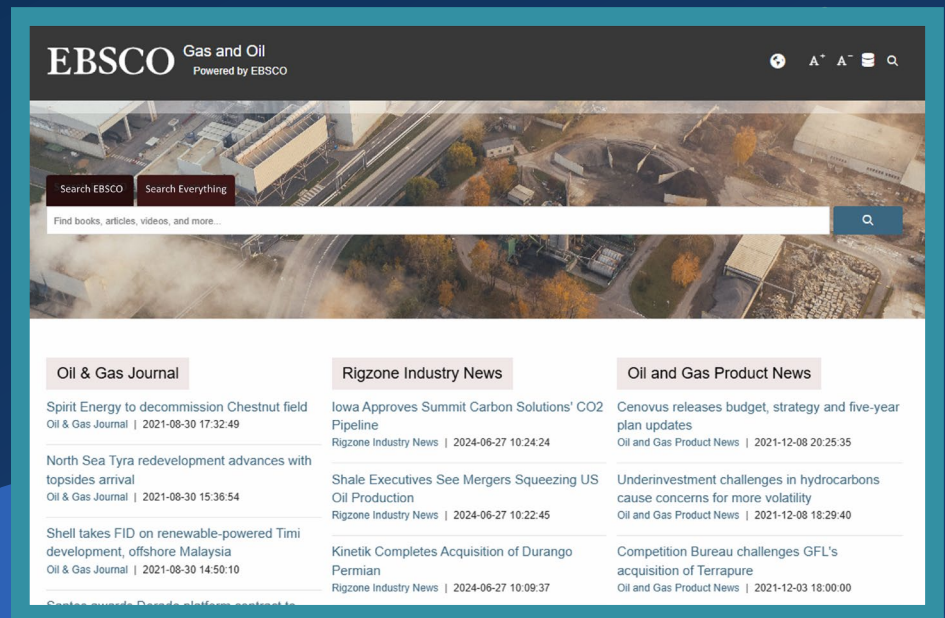 EBSCO
Gas and Oil
Powered by EBSCO
A+ A-
Search EBSCO
Search Everything
Find books, articles, videos, and more...
Oil & Gas Journal
Spirit Energy to decommission Chestnut field
Oil & Gas Journal | 2021-08-30 17:32:49
North Sea Tyra redevelopment advances with
topsides arrival
Oil & Gas Journal | 2021-08-30 15:36:54
Shell takes FID on renewable-powered Timi
development, offshore Malaysia
Oil & Gas Journal | 2021-08-30 14:50:10
Rigzone Industry News
Iowa Approves Summit Carbon Solutions' CO2
Pipeline
Rigzone Industry News | 2024-06-27 10:24:24
Shale Executives See Mergers Squeezing US
Oil Production
Rigzone Industry News | 2024-06-27 10:22:45
Kinetik Completes Acquisition of Durango
Permian
Rigzone Industry News | 2024-06-27 10:09:37
Oil and Gas Product News
Cenovus releases budget, strategy and five-year
plan updates
Oil and Gas Product News | 2021-12-08 20:25:35
Underinvestment challenges in hydrocarbons
cause concerns for more volatility
Oil and Gas Product News | 2021-12-08 18:29:40
Competition Bureau challenges GFL's
acquisition of Terrapure
Oil and Gas Product News | 2021-12-03 18:00:00